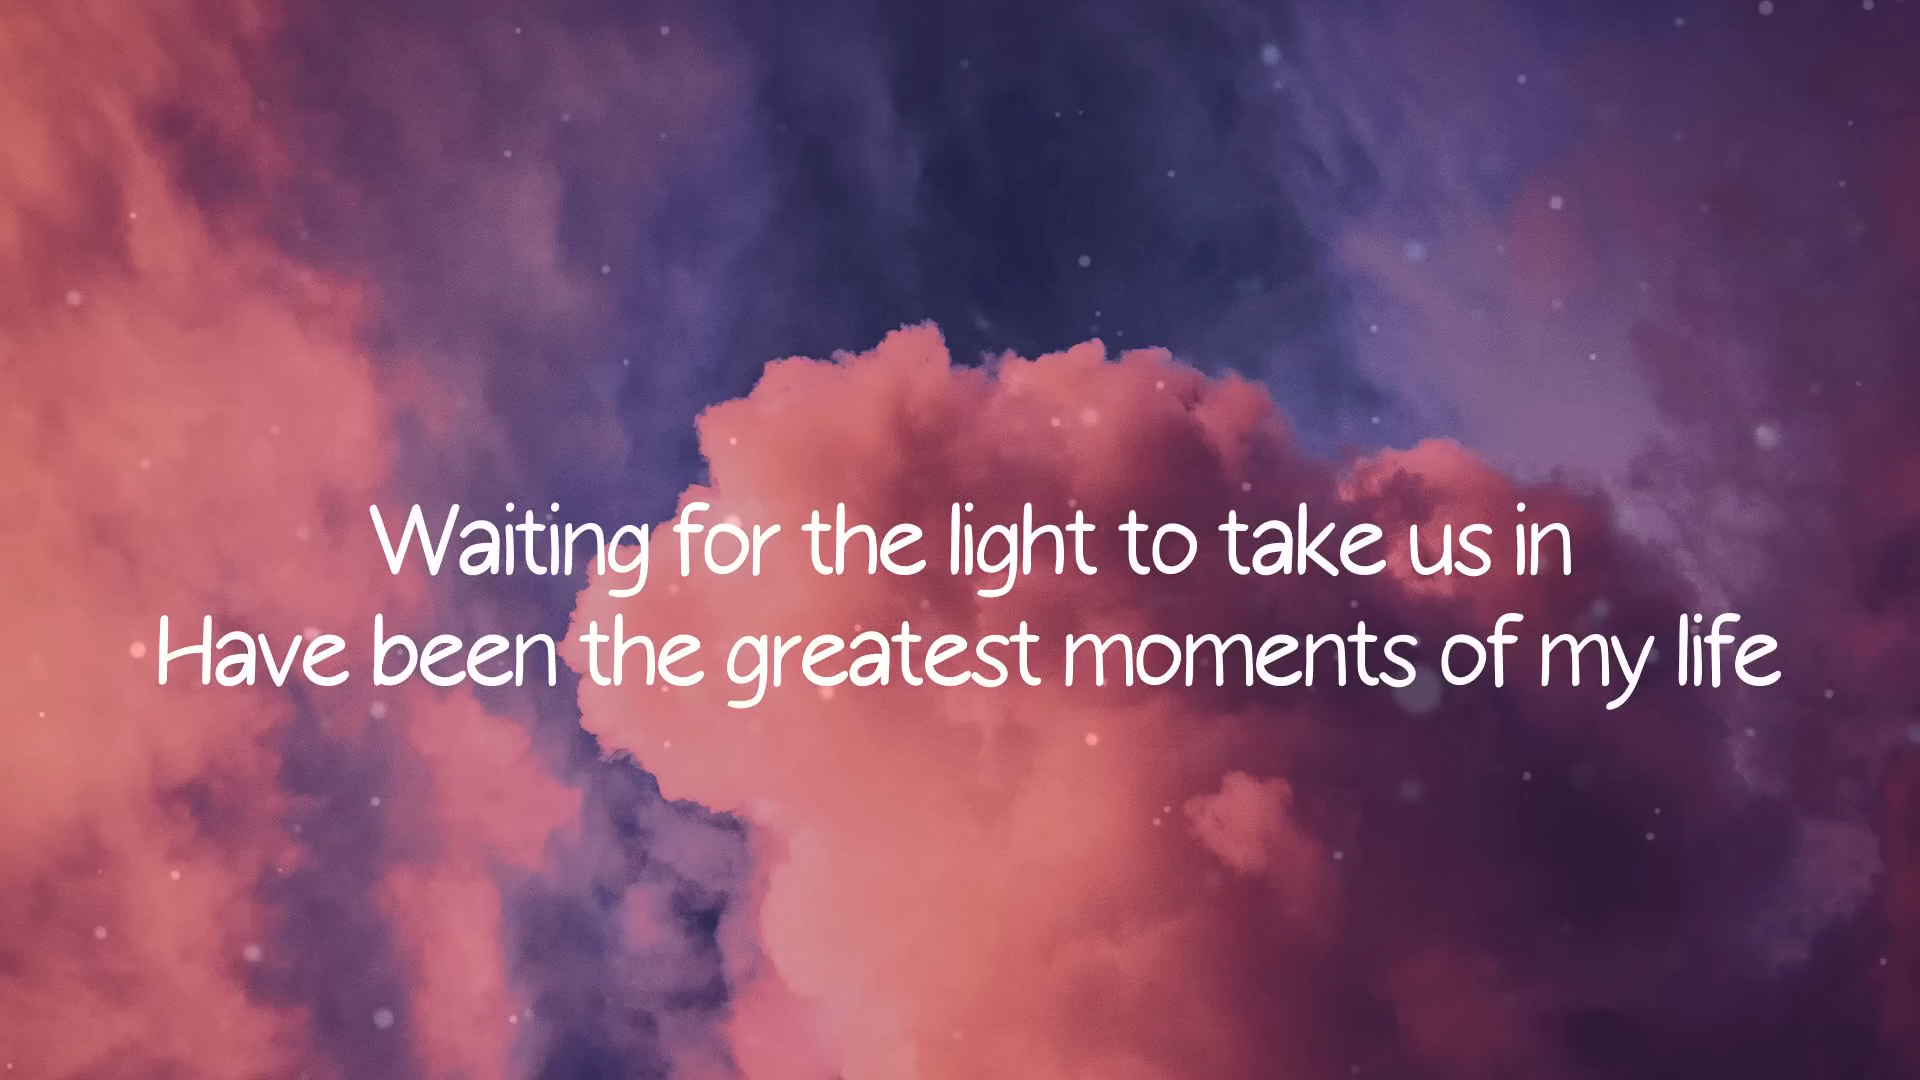 Waiting for the light to take us in
Have been the greatest moments of my life